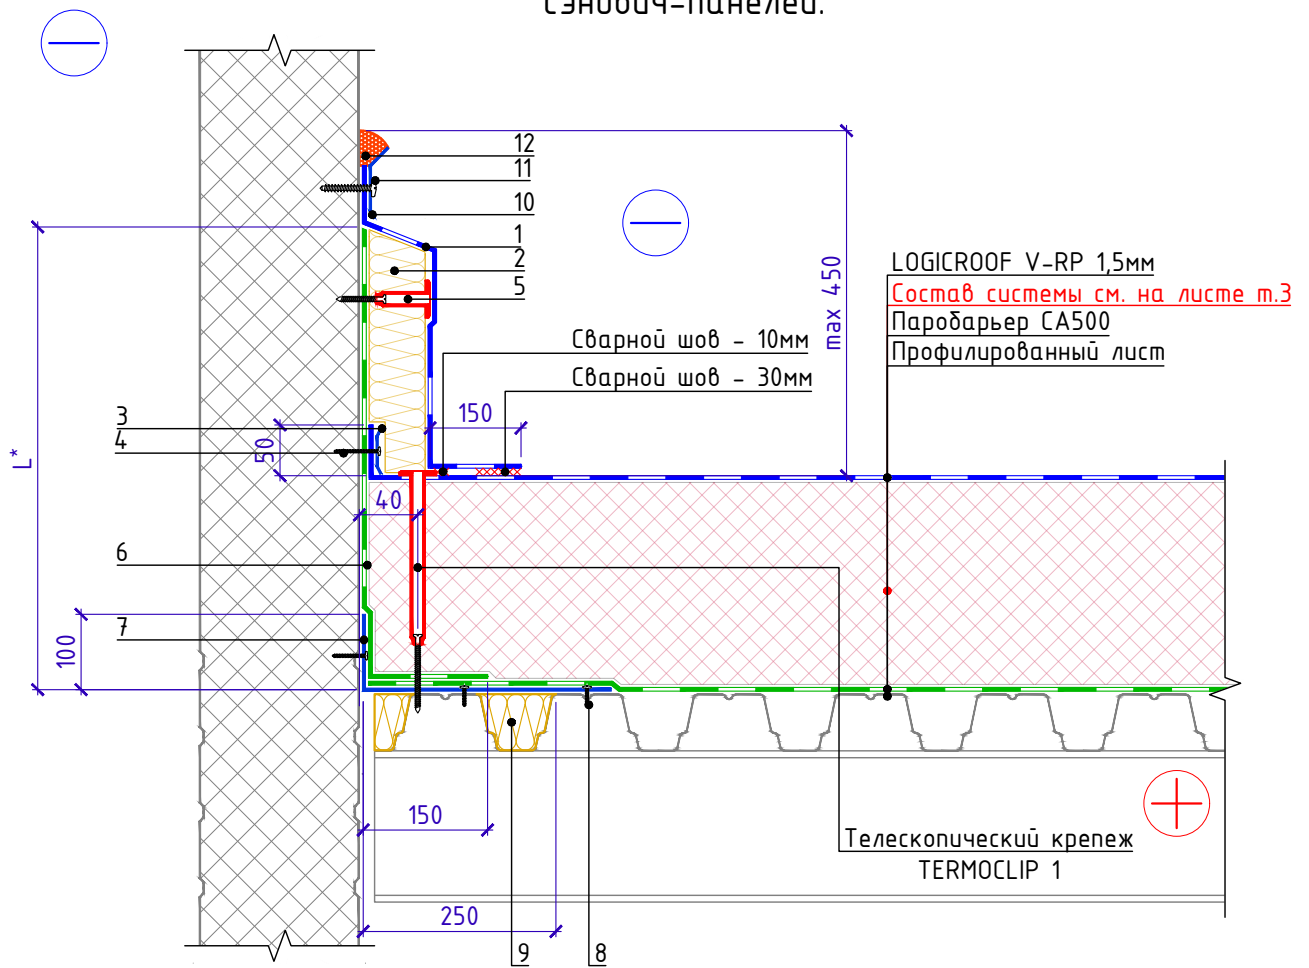 сэндвич-панелей.
12
11
10
1
2
5
LOGICROOF V-RP 1,5мм
Состав системы см. на листе т.3
Паробарьер СА500
Профилированный лист
max 450
Сварной шов - 10мм
Сварной шов - 30мм
150
3
4
50
L*
40
6
7
100
150
Телескопический крепеж
TERMOCLIP 1
250
9
8